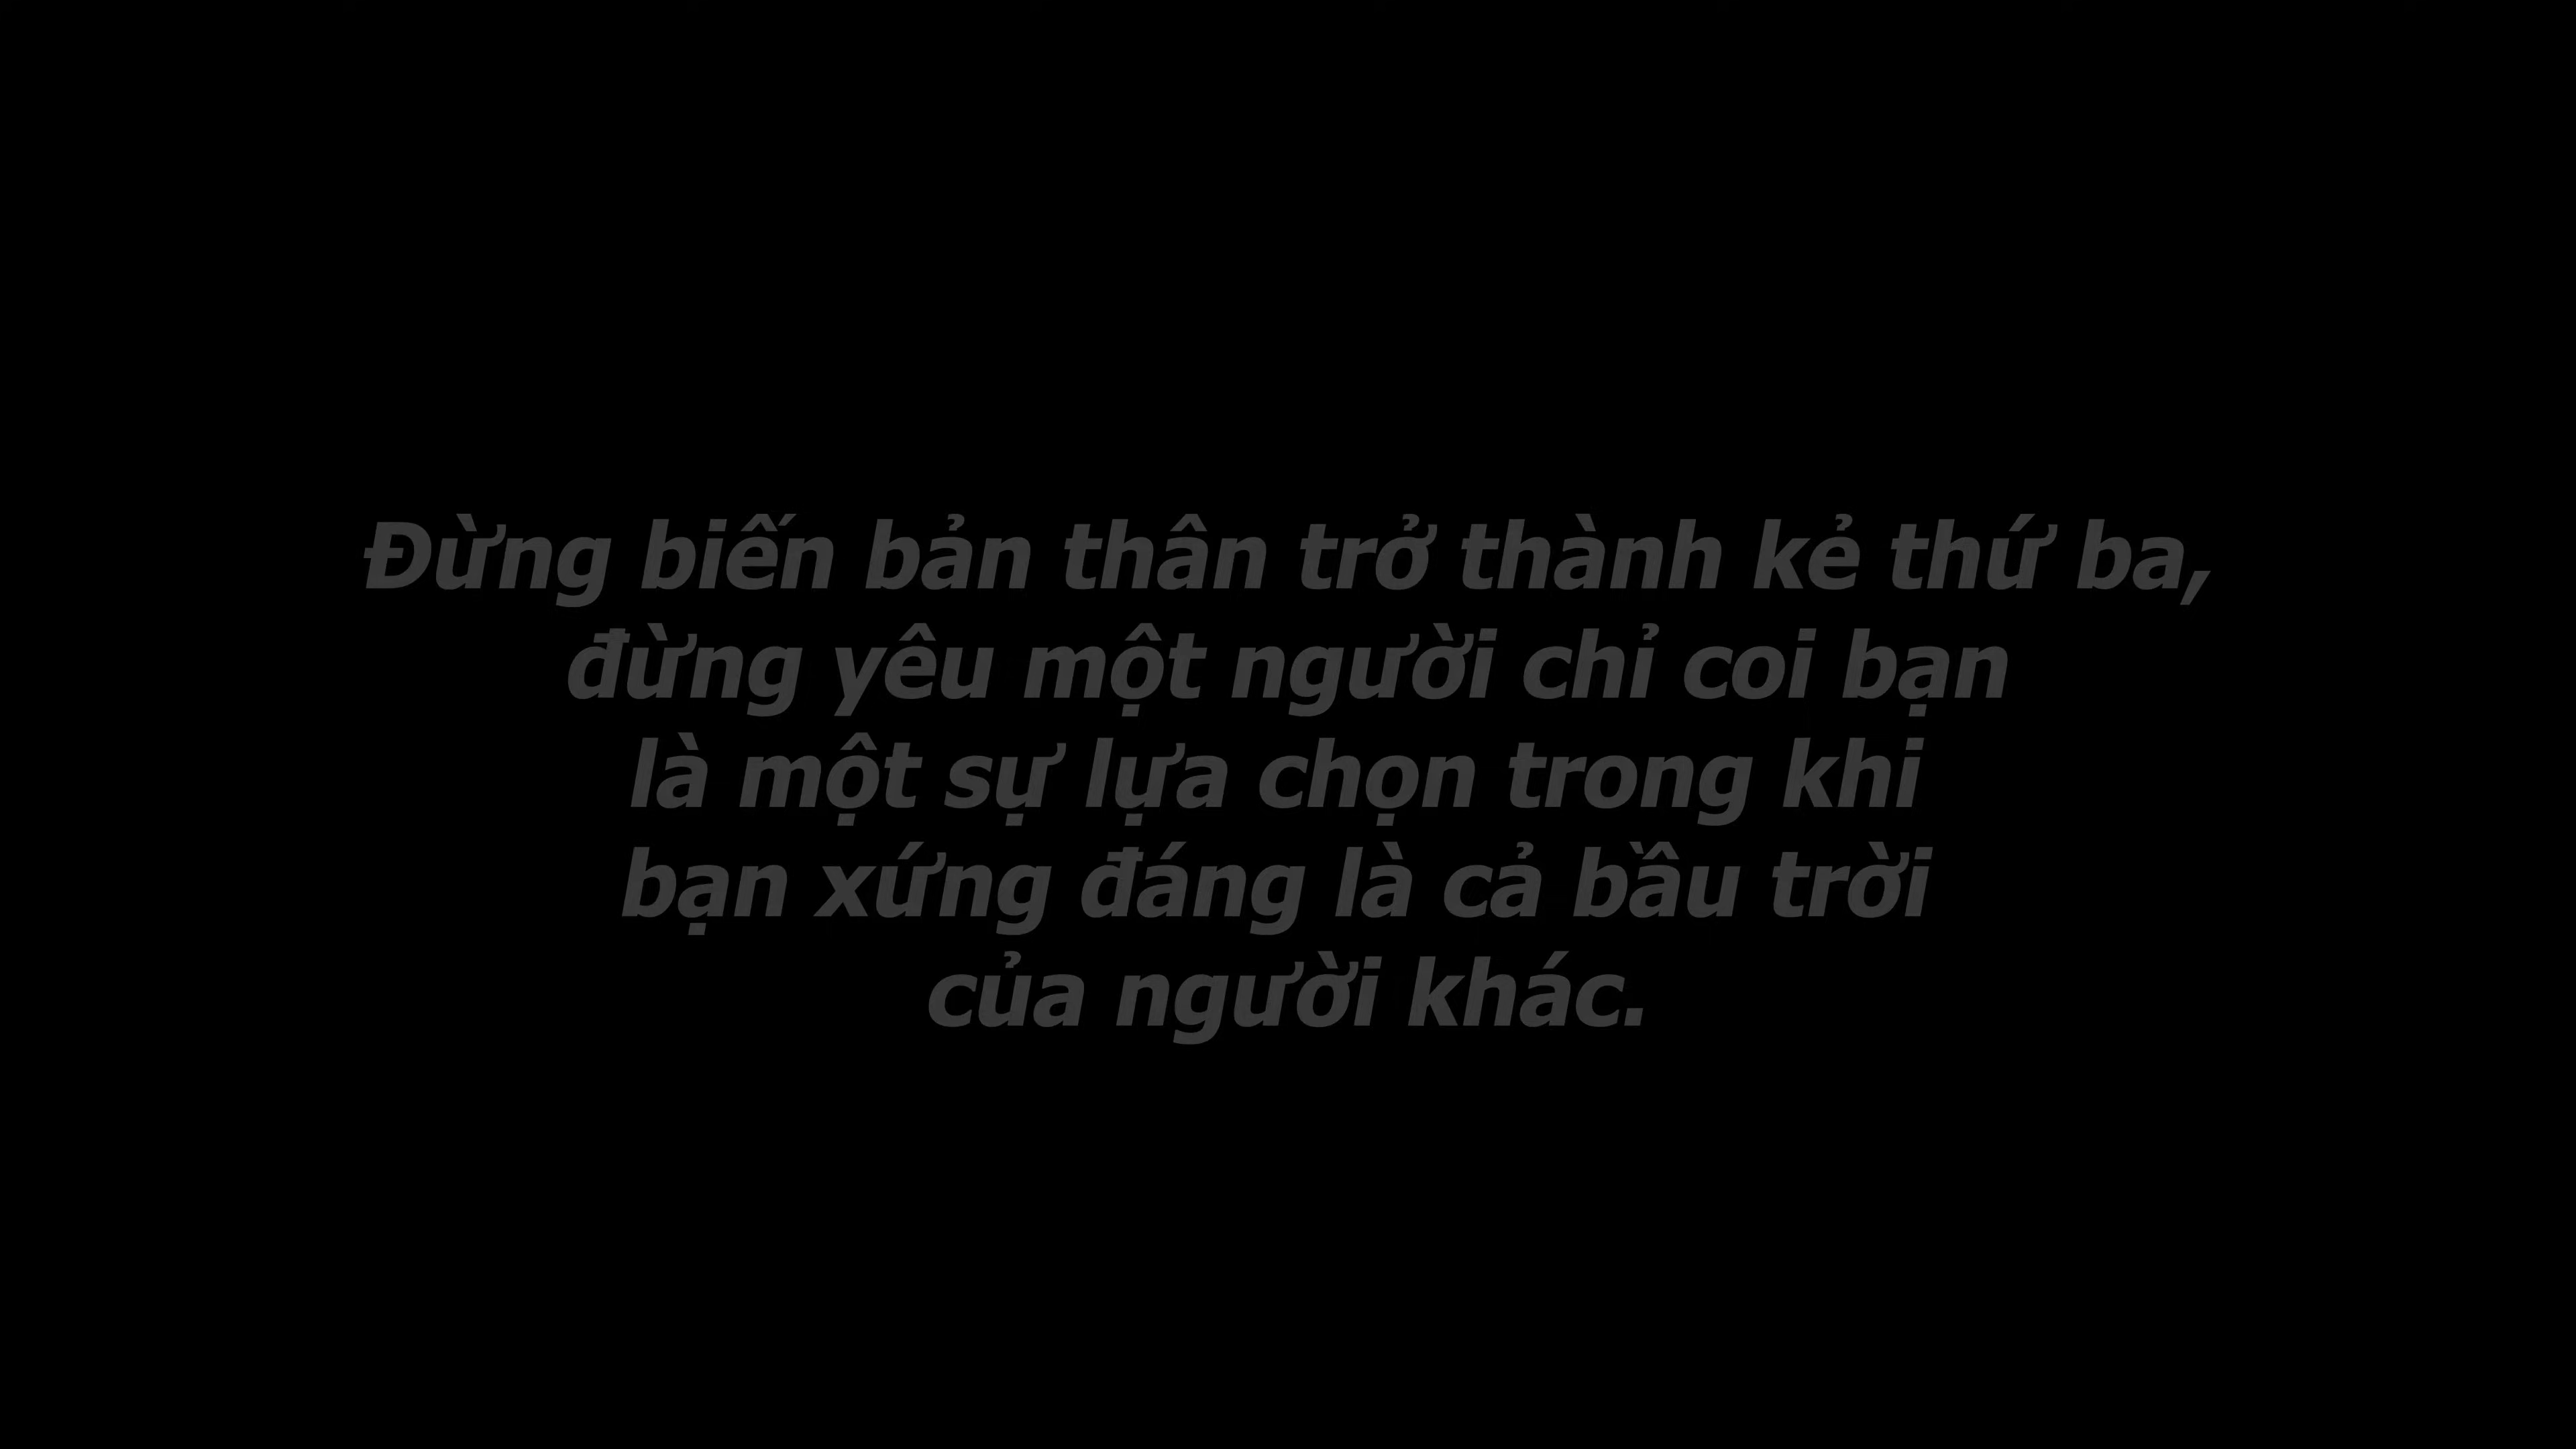 Đừng biến bản thân trở thành kẻ thứ ba,
đừng yêu một người chỉ coi bạn
là một sự lựa chọn trong khi
bạn xứng đáng là cả bầu trời
của người khác.